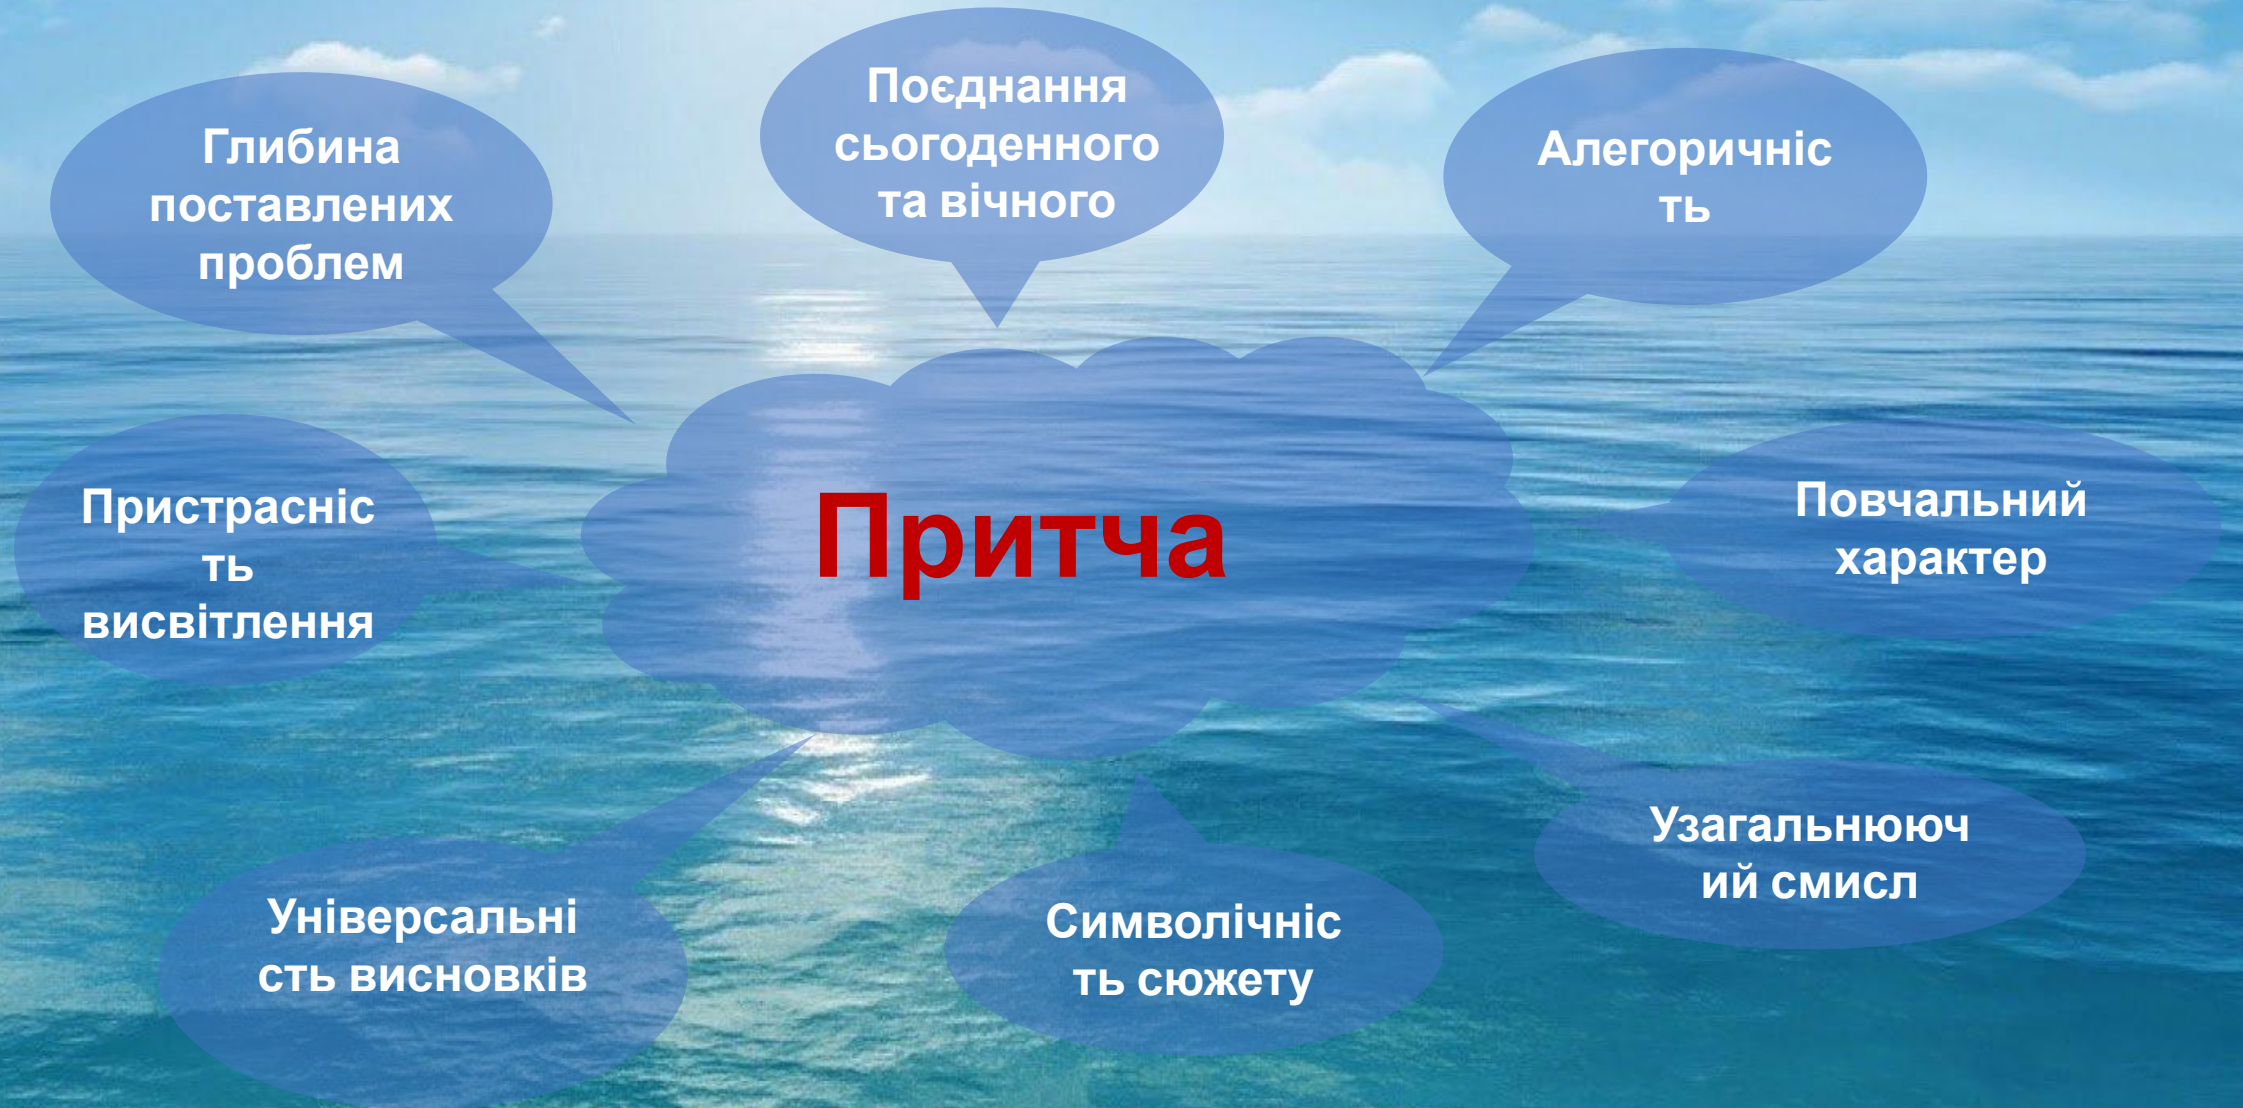 Глибина
поставлених
проблем
Поєднання
сьогоденного
та вічного
Алегоричніс
ть
Пристрасніс
ть
висвітлення
Притча
Повчальний
характер
Універсальні
сть висновків
Символічніс
ть сюжету
Узагальнююч
ий смисл